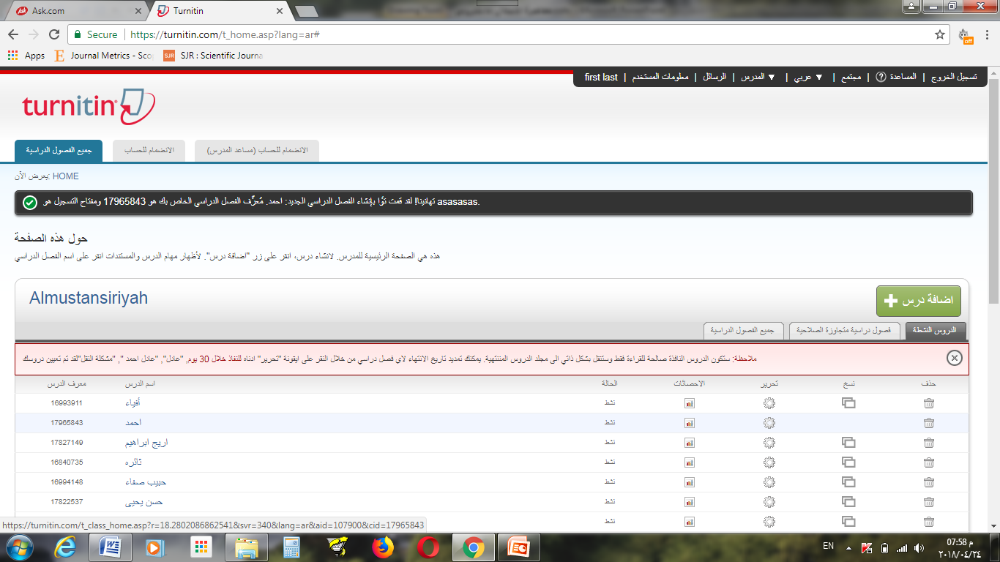 Ask.com
Turnitin
Secure https://turnitin.com/t_home.asp?lang=ar#
Apps
Journal Metrics - Sco
SJR SJR : Scientific Journa
off
first last | معلومات المستخدم | الرسائل | المدرس ▼ | عربي ▼ | مجتمع | المساعدة ? | تسجيل الخروج
turnitin
جميع الفصول الدراسية
الانضمام للحساب
الانضمام للحساب (مساعد المدرس)
يعرض الآن: HOME
تهانينا! لقد قمت توًّا بإنشاء الفصل الدراسي الجديد: احمد. مُعرِّف الفصل الدراسي الخاص بك هو 17965843 ومفتاح التسجيل هو asasasas.
حول هذه الصفحة
هذه هي الصفحة الرئيسية للمدرس. لانشاء درس، انقر على زر "اضافة درس". لأظهار مهام الدرس والمستندات انقر على اسم الفصل الدراسي
Almustansiriyah
اضافة درس
جميع الفصول الدراسية
فصول دراسية متجاوزة الصلاحية
الدروس النشطة
ملاحظة: ستكون الدروس النافذة صالحة للقراءة فقط وستنقل بشكل ذاتي الى مجلد الدروس المنتهية. يمكنك تمديد تاريخ الانتهاء لاي فصل دراسي من خلال النقر على ايقونة "تحرير" ادناه للنفاذ خلال 30 يوم, "عادل", "عادل احمد ", "مشكلة النقل"لقد تم تعيين دروسك
معرف الدرس اسم الدرس الحالة الاحصائات تحرير نسخ حذف
16993911 أفياء نشط
17965843 احمد نشط
17827149 اريج ابراهيم نشط
16840735 ثائره نشط
16994148 حبيب صفاء نشط
17822537 حسن يحيى نشط
نشط
https://turnitin.com/t_class_home.asp?r=18.2802086862541&svr=340&lang=ar&aid=107900&cid=17965843
EN
07:58 م
٢٠١٨/٠٤/٢٤